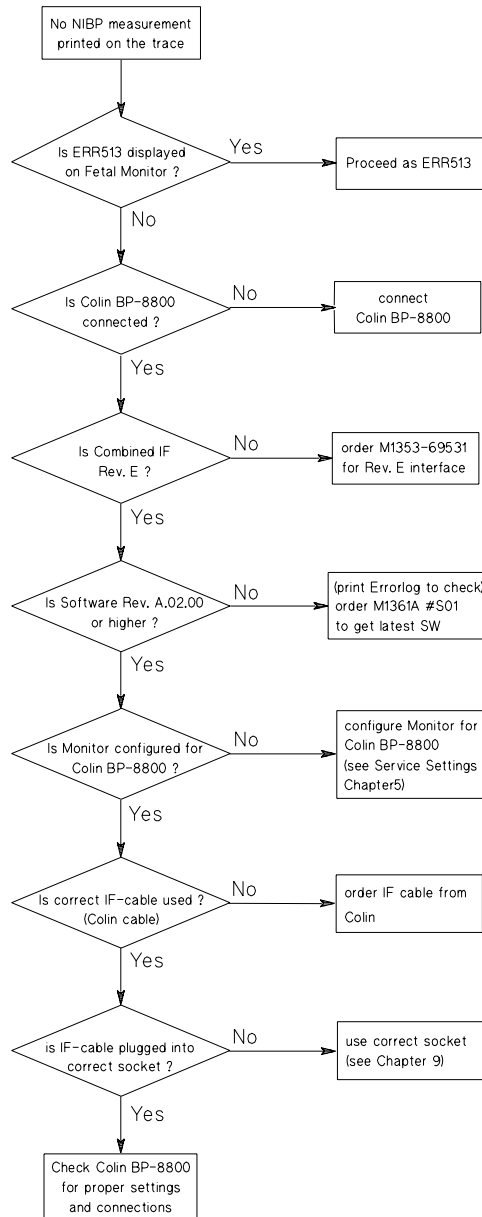 No NIBP measurement
printed on the trace
Is ERR513 displayed
on Fetal Monitor ?
Yes
Proceed as ERR513
No
Is Colin BP-8800
connected ?
No
connect
Colin BP-8800
Yes
Is Combined IF
Rev. E ?
No
order M1353-69531
for Rev. E interface
Yes
Is Software Rev. A.02.00
or higher ?
No
(print Errorlog to check)
order M1361A #S01
to get latest SW
Yes
Is Monitor configured for
Colin BP-8800 ?
No
configure Monitor for
Colin BP-8800
(see Service Settings
Chapter5)
Yes
Is correct IF-cable used ?
(Colin cable)
No
order IF cable from
Colin
Yes
is IF-cable plugged into
correct socket ?
No
use correct socket
(see Chapter 9)
Yes
Check Colin BP-8800
for proper settings
and connections